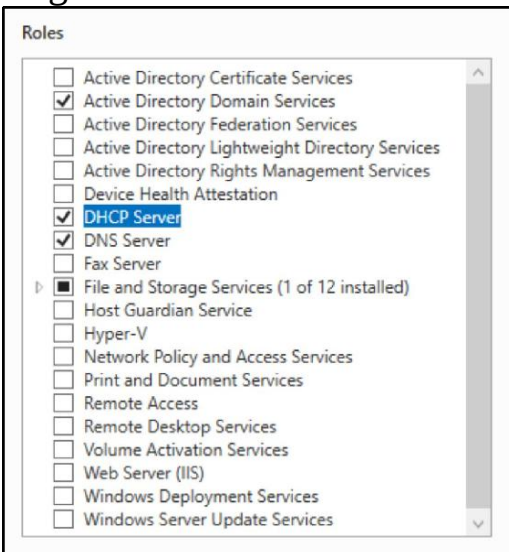 Roles
Active Directory Certificate Services
Active Directory Domain Services
Active Directory Federation Services
Active Directory Lightweight Directory Services
Active Directory Rights Management Services
Device Health Attestation
DHCP Server
DNS Server
Fax Server
File and Storage Services (1 of 12 installed)
Host Guardian Service
Hyper-V
Network Policy and Access Services
Print and Document Services
Remote Access
Remote Desktop Services
Volume Activation Services
Web Server (IIS)
Windows Deployment Services
Windows Server Update Services